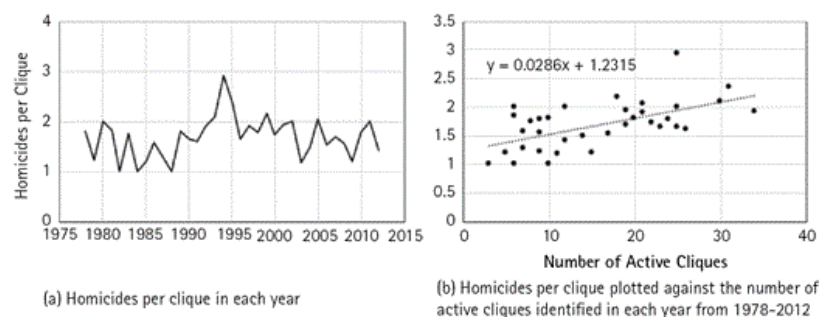 4
3
2
1
0
Homicides per Clique
1975 1980 1985 1990 1995 2000 2005 2010 2015
(a) Homicides per clique in each year
3.5
3
2.5
2
1.5
1
0.5
0
y = 0.0286x + 1.2315
0 10 20 30 40
Number of Active Cliques
(b) Homicides per clique plotted against the number of
active cliques identified in each year from 1978-2012